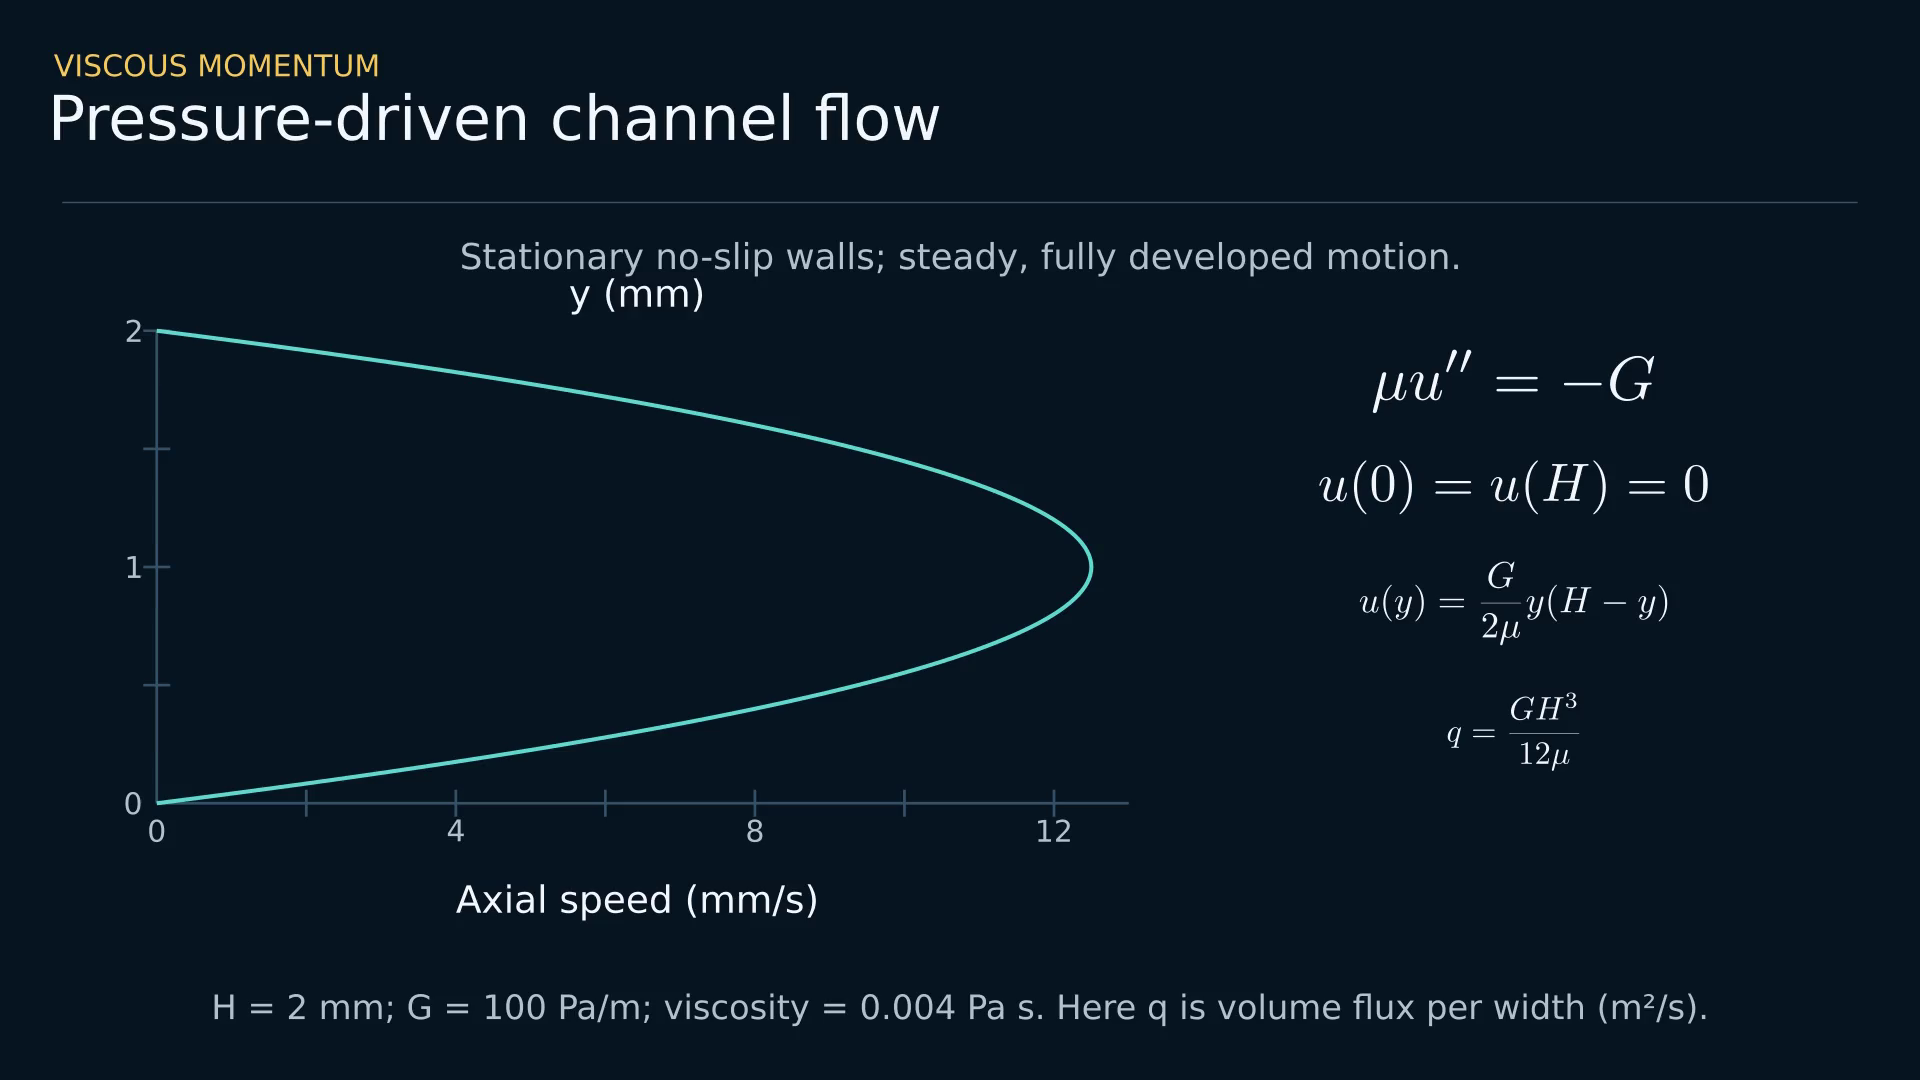 VISCOUS MOMENTUM
Pressure-driven channel flow
Stationary no-slip walls; steady, fully developed motion.
y (mm)
2
1
0
0 4 8 12
Axial speed (mm/s)
μu″ = −G
u(0) = u(H) = 0
u(y) = \frac{G}{2μ} y(H − y)
q = \frac{GH³}{12μ}
H = 2 mm; G = 100 Pa/m; viscosity = 0.004 Pa s. Here q is volume flux per width (m²/s).